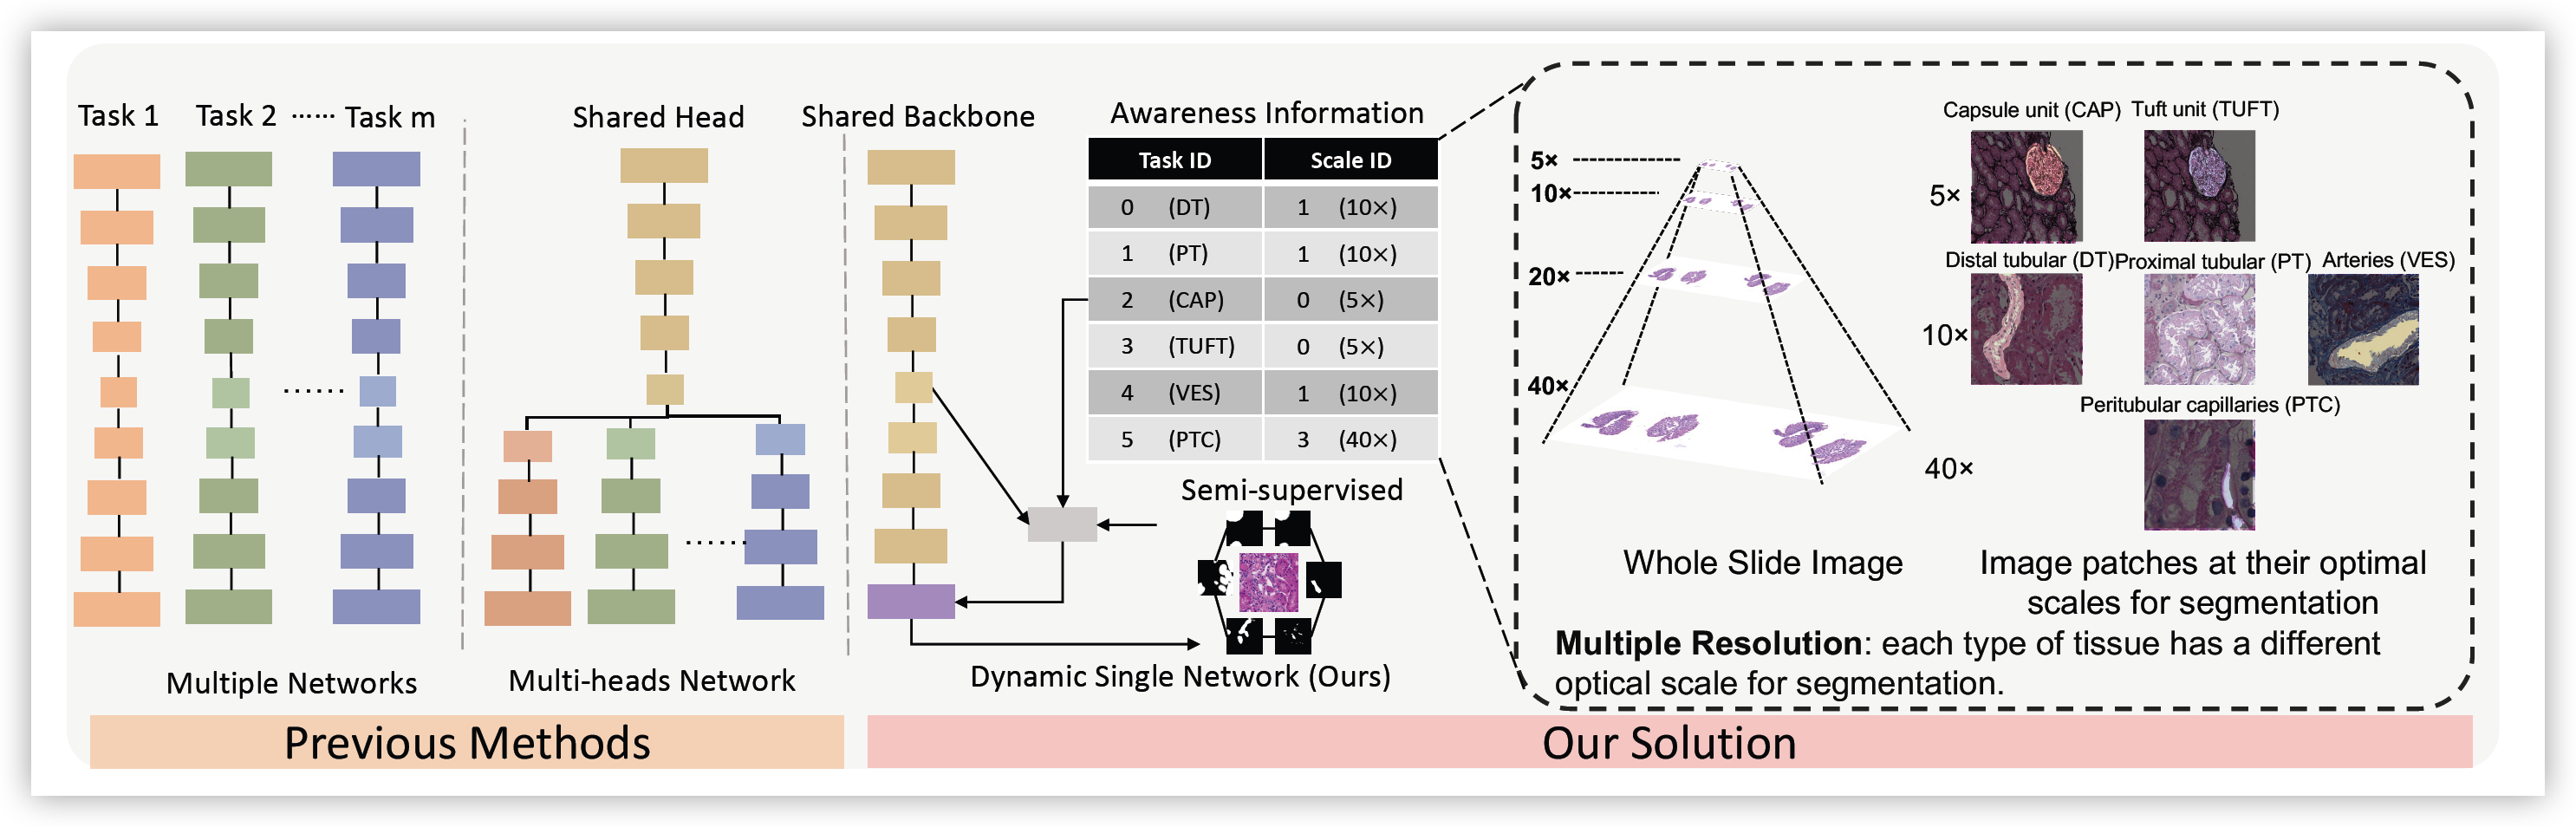 Task 1
Task 2
······
Task m
Multiple Networks
Shared Head
Multi-heads Network
Previous Methods
Shared Backbone
Awareness Information
Task ID Scale ID
0 (DT) 1 (10×)
1 (PT) 1 (10×)
2 (CAP) 0 (5×)
3 (TUFT) 0 (5×)
4 (VES) 1 (10×)
5 (PTC) 3 (40×)
Semi-supervised
Dynamic Single Network (Ours)
5×
10×
20×
40×
Whole Slide Image
Capsule unit (CAP)
Tuft unit (TUFT)
5×
Distal tubular (DT)
Proximal tubular (PT)
Arteries (VES)
10×
Peritubular capillaries (PTC)
40×
Image patches at their optimal
scales for segmentation
Multiple Resolution: each type of tissue has a different
optical scale for segmentation.
Our Solution